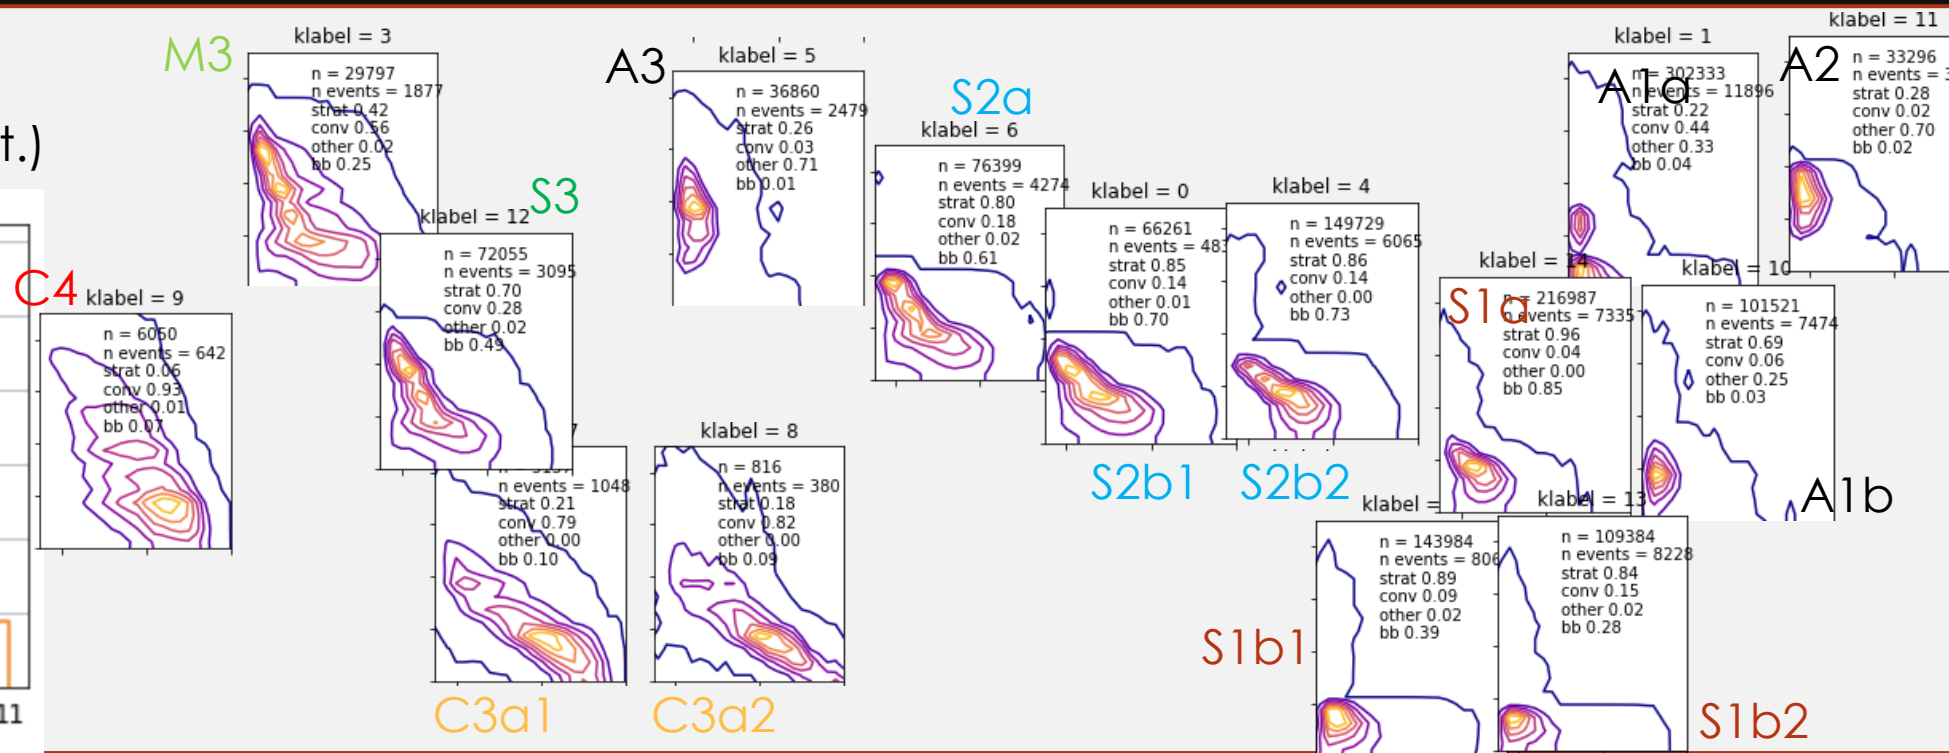 t.)
11
M3
klabel = 3
n = 29797
n events = 1877
strat 0.42
conv 0.56
other 0.02
bb 0.25
A3
klabel = 5
n = 36860
n events = 2479
strat 0.26
conv 0.03
other 0.71
bb 0.01
S2a
klabel = 6
n = 76399
n events = 4274
strat 0.80
conv 0.18
other 0.02
bb 0.61
klabel = 0
n = 66261
n events = 483
strat 0.85
conv 0.14
other 0.01
bb 0.70
S2b1
klabel = 4
n = 149729
n events = 6065
strat 0.86
conv 0.14
other 0.00
bb 0.73
S2b2
klabel = 1
A1a
n = 302333
n events = 11896
strat 0.22
conv 0.44
other 0.33
bb 0.04
klabel = 11
A2
n = 33296
n events = 3
strat 0.28
conv 0.02
other 0.70
bb 0.02
S3
klabel = 12
n = 72055
n events = 3095
strat 0.70
conv 0.28
other 0.02
bb 0.49
C4
klabel = 9
n = 6050
n events = 642
strat 0.06
conv 0.93
other 0.01
bb 0.07
7
n events = 1048
strat 0.21
conv 0.79
other 0.00
bb 0.10
C3a1
klabel = 8
n = 816
n events = 380
strat 0.18
conv 0.82
other 0.00
bb 0.09
C3a2
klabel = 14
S1a
n = 216987
n events = 7335
strat 0.96
conv 0.04
other 0.00
bb 0.85
klabel = 10
n = 101521
n events = 7474
strat 0.69
conv 0.06
other 0.25
bb 0.03
A1b
klabel =
n = 143984
n events = 806
strat 0.89
conv 0.09
other 0.02
bb 0.39
S1b1
klabel = 13
n = 109384
n events = 8228
strat 0.84
conv 0.15
other 0.02
bb 0.28
S1b2